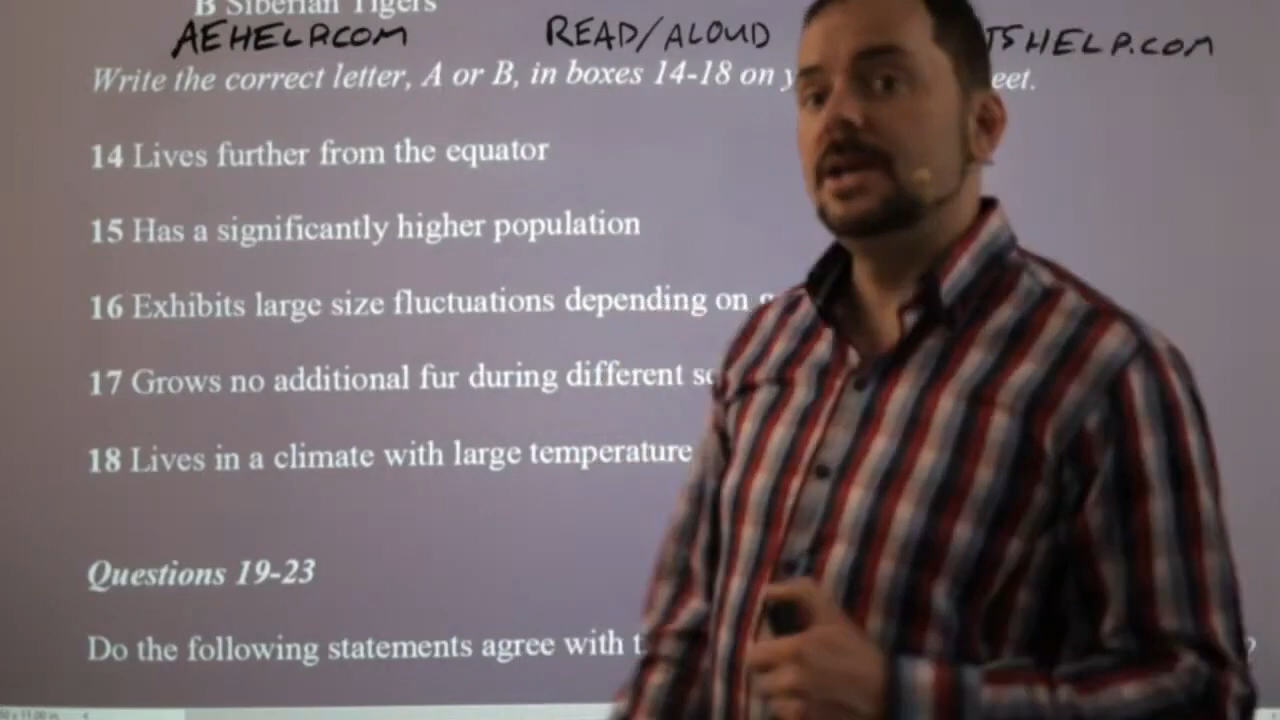 B Siberian Tigers
AEHELP.COM READ/ALOUD TSHELP.COM
Write the correct letter, A or B, in boxes 14-18 on eet.
14 Lives further from the equator
15 Has a significantly higher population
16 Exhibits large size fluctuations depending on
17 Grows no additional fur during different
18 Lives in a climate with large temperature
Questions 19-23
Do the following statements agree with ?